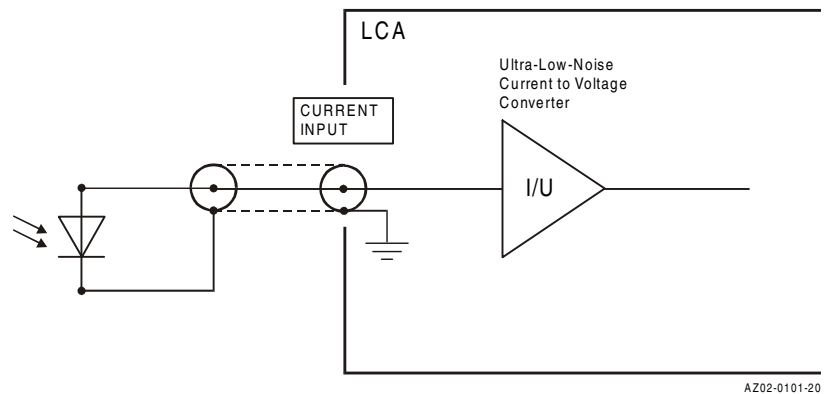 LCA
Ultra-Low-Noise
Current to Voltage
Converter
CURRENT
INPUT
I/U
AZ02-0101-20